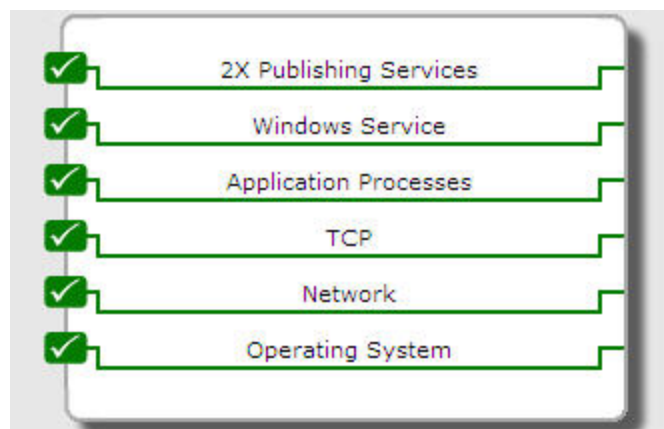 2X Publishing Services
Windows Service
Application Processes
TCP
Network
Operating System